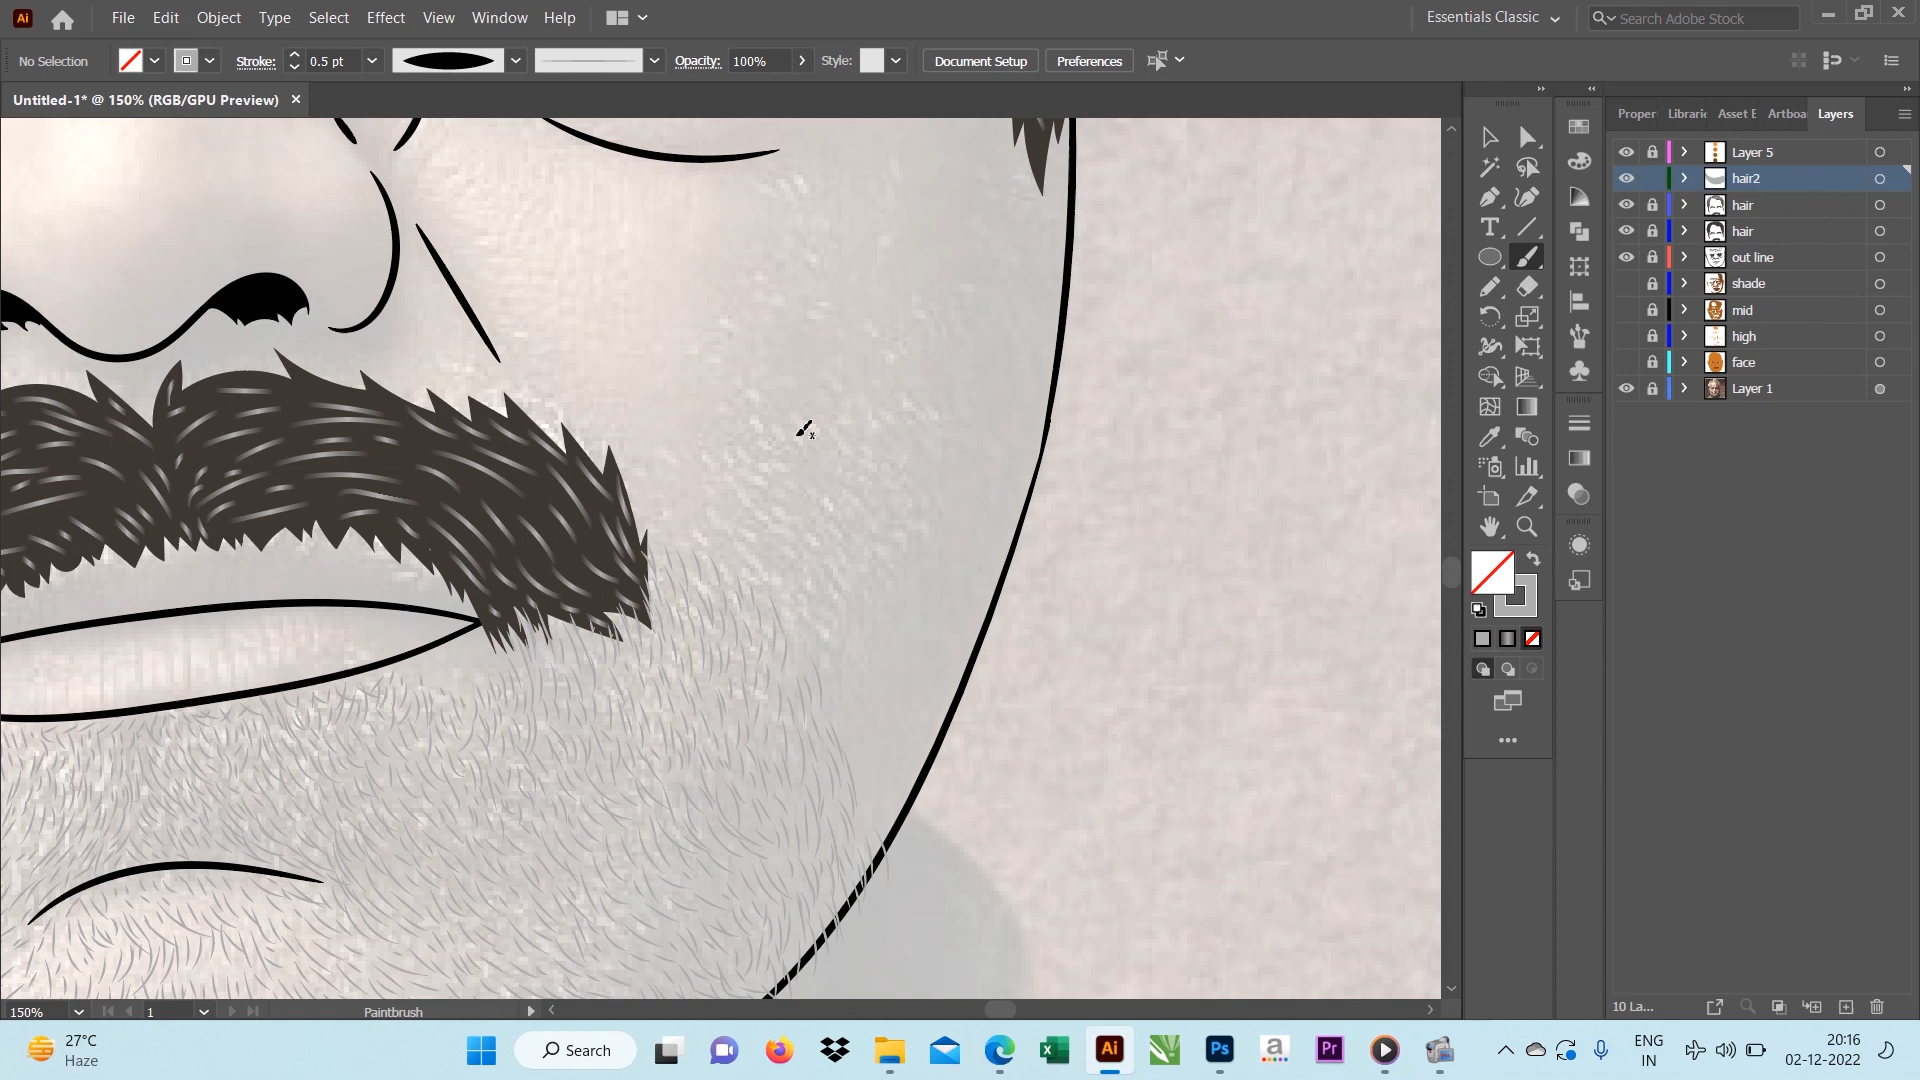 Ai File Edit Object Type Select Effect View Window Help Essentials Classic Search Adobe Stock
No Selection Stroke: 0.5 pt Opacity: 100% Style: Document Setup Preferences
Untitled-1* @ 150% (RGB/GPU Preview)
Proper Librarie Asset E Artboa Layers
Layer 5
hair2
hair
hair
out line
shade
mid
high
face
Layer 1
10 La...
150% 1 Paintbrush
27°C
Haze
Search
Ai
Ps
a
Pr
ENG
IN
20:16
02-12-2022